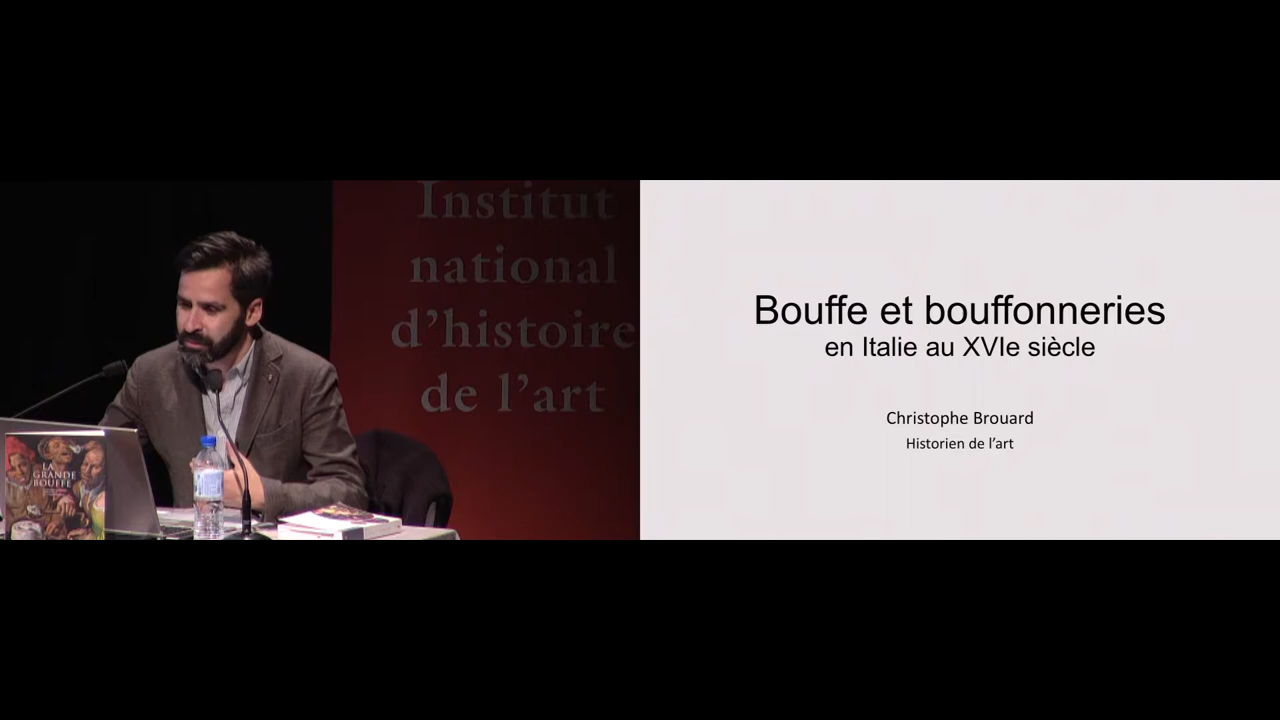 Institut
national
d'histoire
de l'art
LA
GRANDE
BOUFFE
Bouffe et bouffonneries
en Italie au XVIe siècle
Christophe Brouard
Historien de l'art